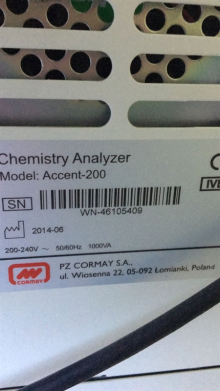 Chemistry Analyzer
Model: Accent-200
SN
WN-46105409
2014-06
200-240V ~ 50/60Hz 1000VA
CORMAY
PZ CORMAY S.A.,
ul. Wiosenna 22, 05-092 Łomianki, Poland